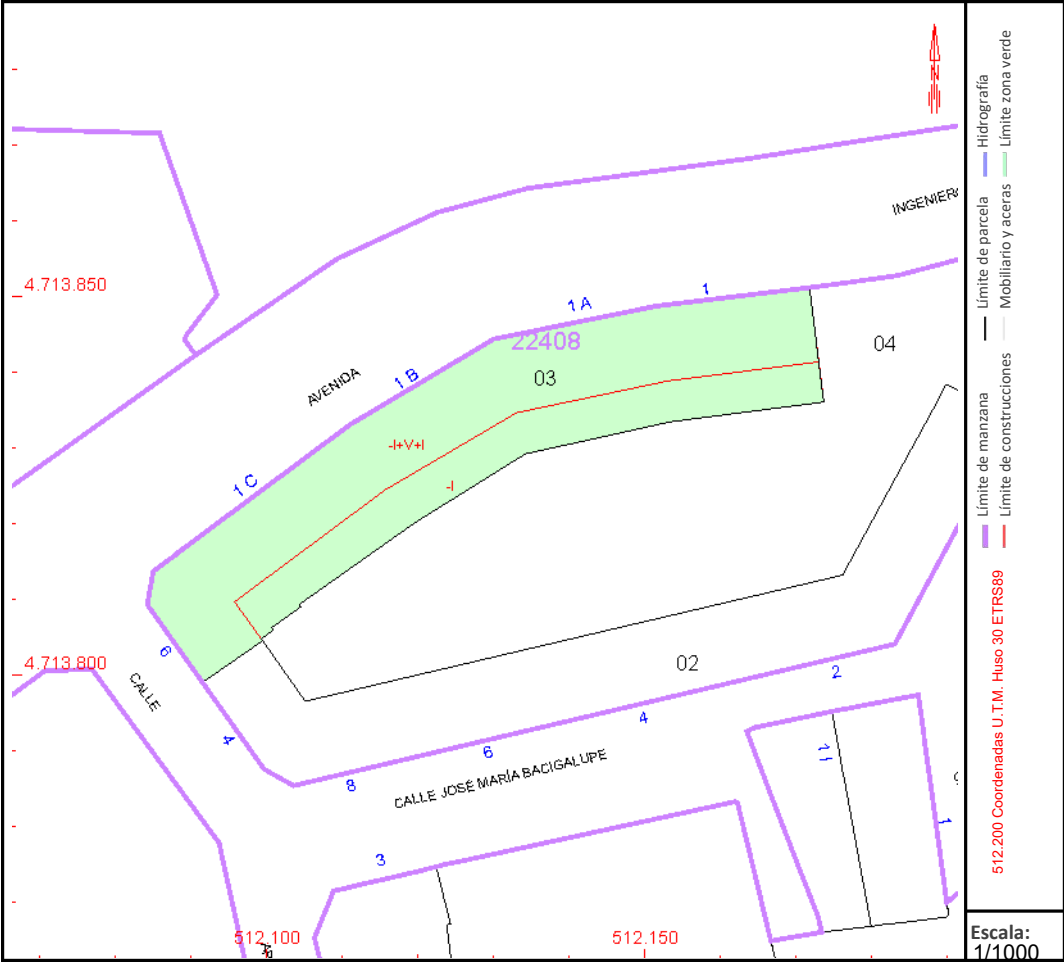 4.713.850
4.713.800
512.100
512.150
INGENIER
AVENIDA
1 C
1 B
1 A
1
22408
03
04
02
-I+V+I
-I
6
4
CALLE
8
6
4
2
CALLE JOSÉ MARÍA BACIGALUPE
3
11
1
Límite de manzana
Límite de parcela
Hidrografía
Límite de construcciones
Mobiliario y aceras
Límite zona verde
512.200 Coordenadas U.T.M. Huso 30 ETRS89
Escala:
1/1000
N